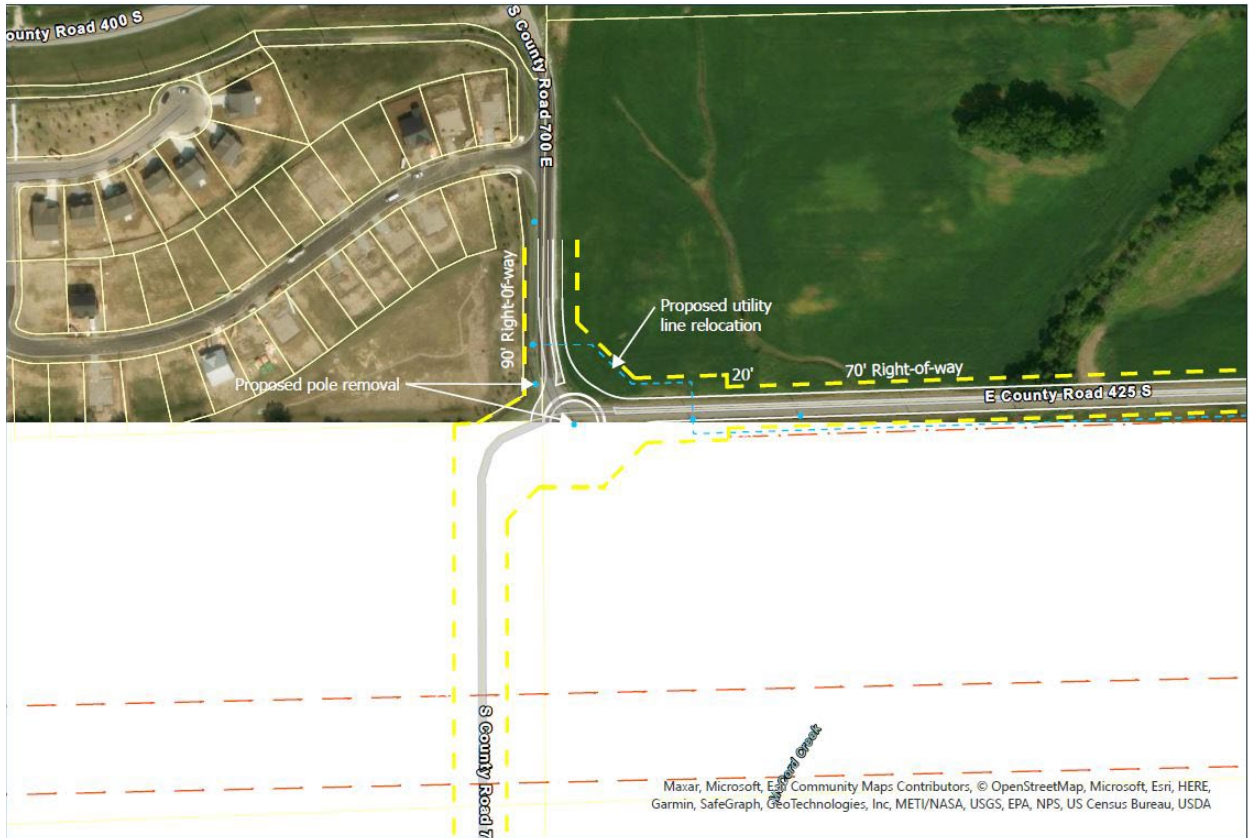 ounty Road 400 S
S County Road 700 E
90' Right-Of-way
Proposed utility
line relocation
Proposed pole removal
20'
70' Right-of-way
E County Road 425 S
S County Road 7
Creek
Maxar, Microsoft, Esri Community Maps Contributors, © OpenStreetMap, Microsoft, Esri, HERE,
Garmin, SafeGraph, GeoTechnologies, Inc, METI/NASA, USGS, EPA, NPS, US Census Bureau, USDA